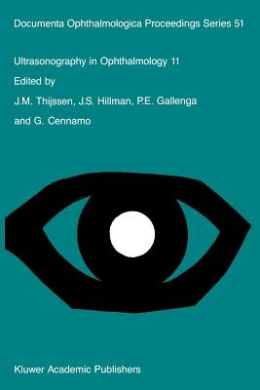 Documenta Ophthalmologica Proceedings Series 51
Ultrasonography in Ophthalmology 11
Edited by
J.M. Thijssen, J.S. Hillman, P.E. Gallenga
and G. Cennamo
Kluwer Academic Publishers